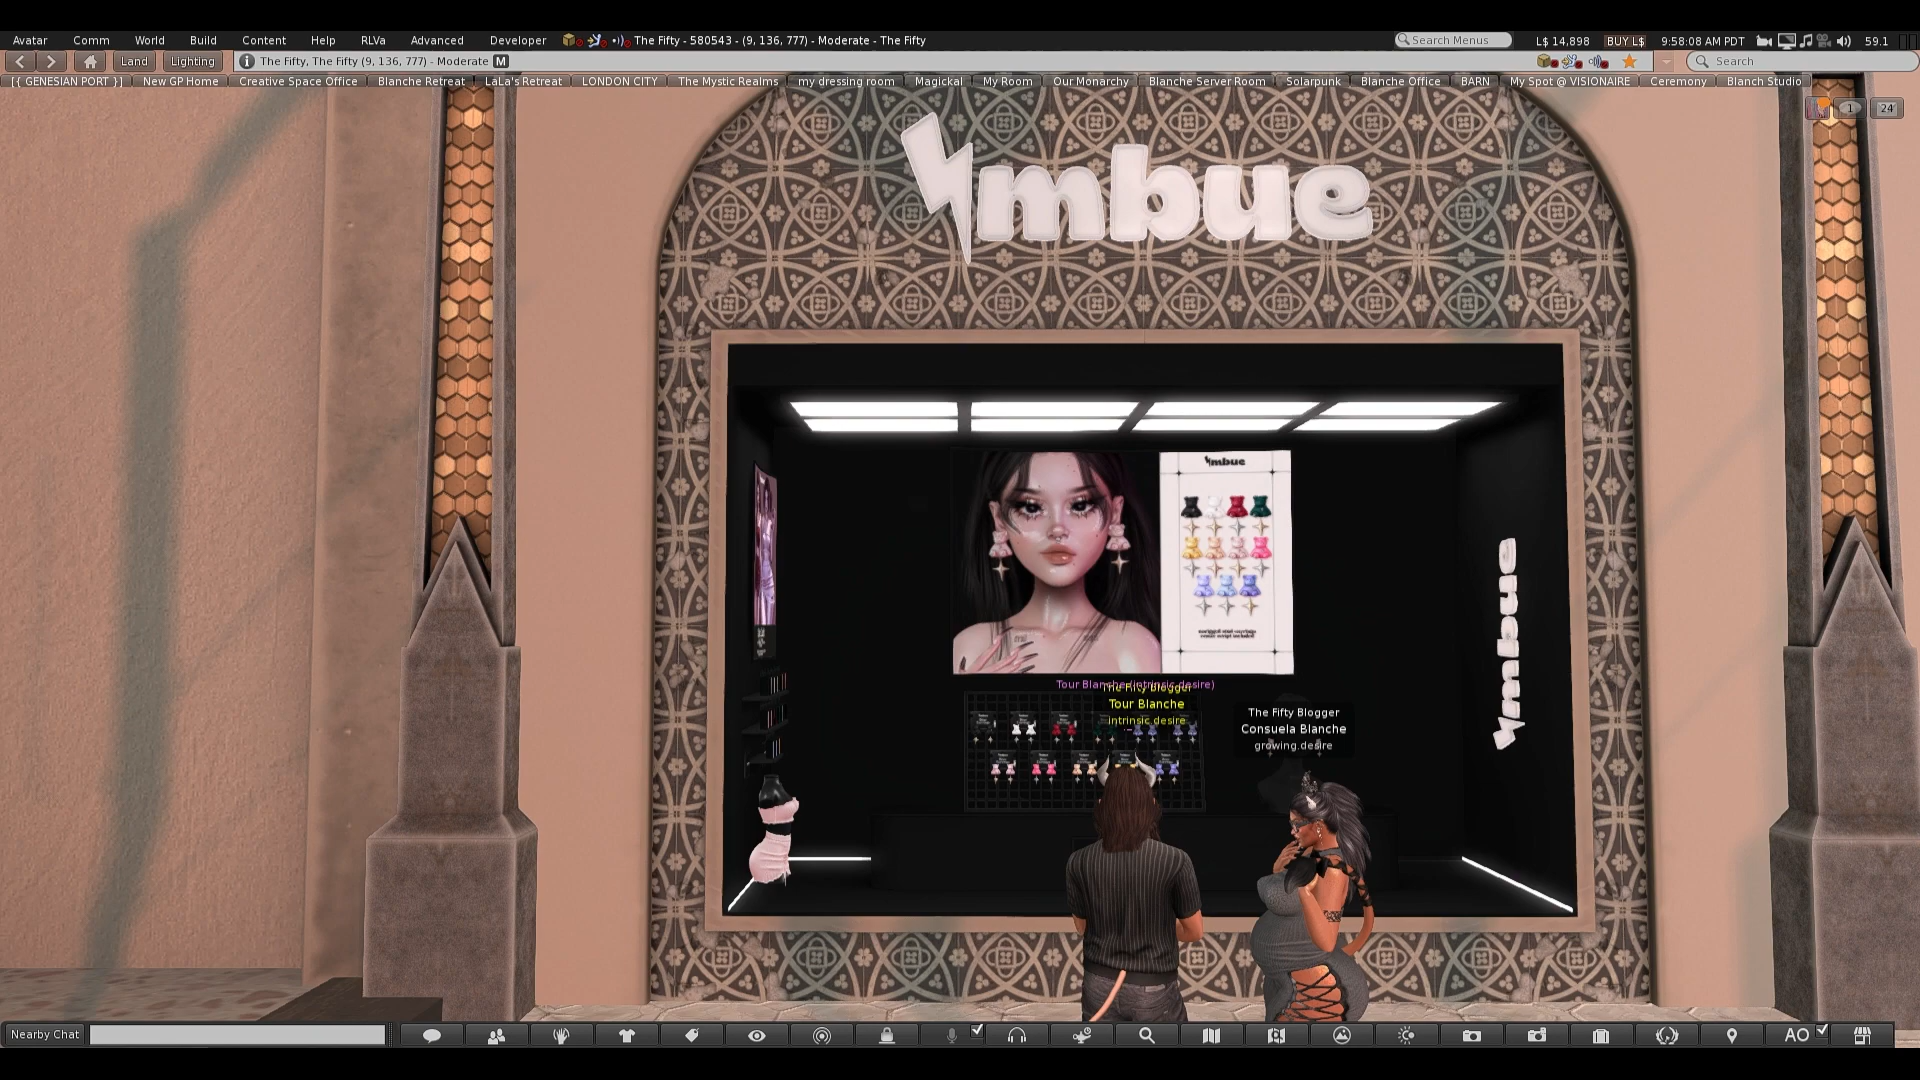 Avatar Comm World Build Content Help RLVa Advanced Developer The Fifty - 580543 - (9, 136, 777) - Moderate - The Fifty Search Menus L$ 14,898 BUY L$ 9:58:08 AM PDT 59.1
Land Lighting The Fifty, The Fifty (9, 136, 777) - Moderate M Search
[{ GENESIAN PORT }] New GP Home Creative Space Office Blanche Retreat LaLa's Retreat LONDON CITY The Mystic Realms my dressing room Magickal My Room Our Monarchy Blanche Server Room Solarpunk Blanche Office BARN My Spot @ VISIONAIRE Ceremony Blanch Studio
1 24
Imbue
Imbue
Imbue
Tour Blanche (intrinsic desire)
The Fifty Blogger
Tour Blanche
intrinsic desire
The Fifty Blogger
Consuela Blanche
growing.desire
Nearby Chat AO